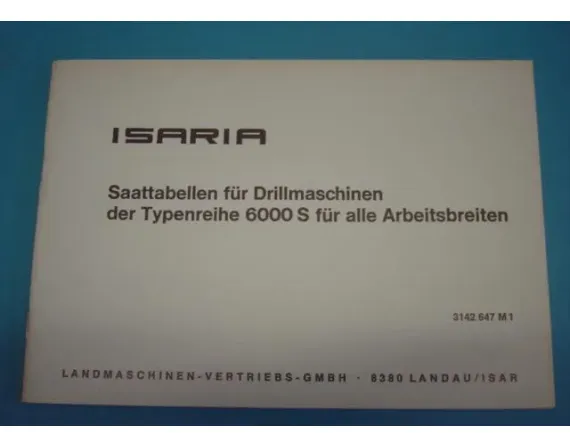 ISARIA
Saattabellen für Drillmaschinen
der Typenreihe 6000 S für alle Arbeitsbreiten
3142 647 M 1
LANDMASCHINEN-VERTRIEBS-GMBH · 8380 LANDAU/ISAR